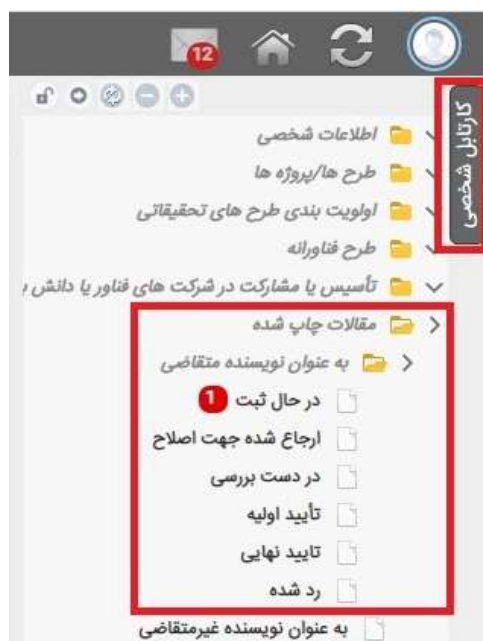 12
کارتابل شخصی
اطلاعات شخصی
طرح ها/پروژه ها
اولویت بندی طرح های تحقیقاتی
طرح فناورانه
تأسیس یا مشارکت در شرکت های فناور یا دانش ب
مقالات چاپ شده
به عنوان نویسنده متقاضی
در حال ثبت 1
ارجاع شده جهت اصلاح
در دست بررسی
تأیید اولیه
تایید نهایی
رد شده
به عنوان نویسنده غیرمتقاضی